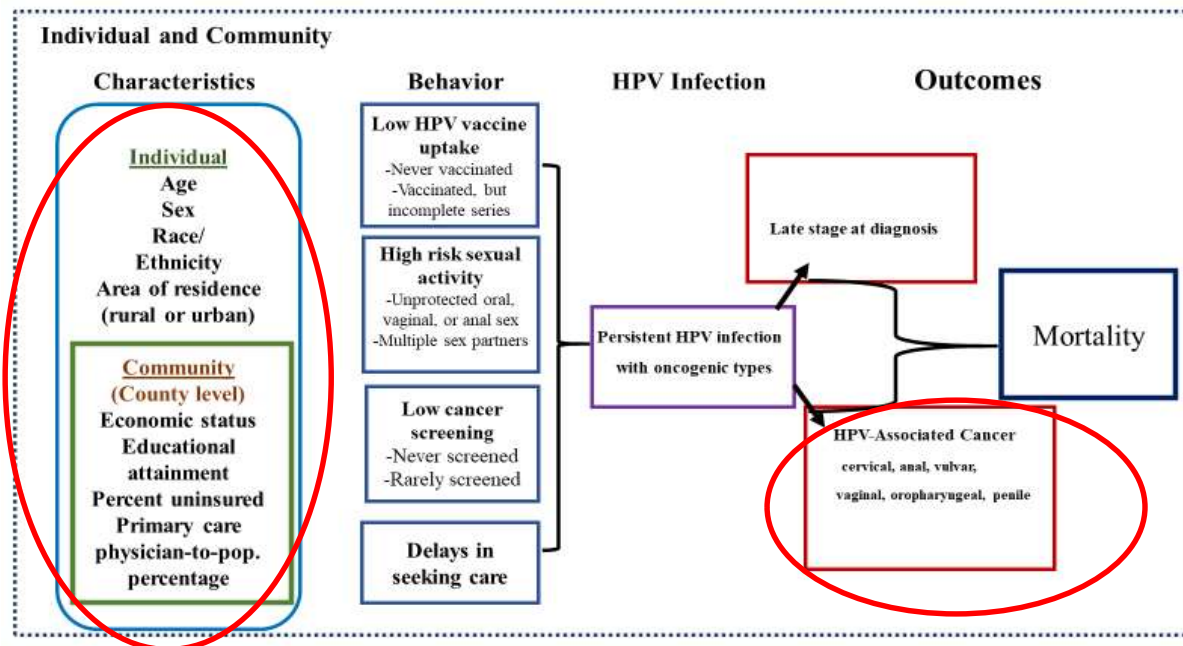 Individual and Community
Characteristics
Behavior
HPV Infection
Outcomes
Individual
Age
Sex
Race/
Ethnicity
Area of residence
(rural or urban)
Community
(County level)
Economic status
Educational
attainment
Percent uninsured
Primary care
physician-to-pop.
percentage
Low HPV vaccine
uptake
-Never vaccinated
-Vaccinated, but
incomplete series
High risk sexual
activity
-Unprotected oral,
vaginal, or anal sex
-Multiple sex partners
Low cancer
screening
-Never screened
-Rarely screened
Delays in
seeking care
Persistent HPV infection
with oncogenic types
Late stage at diagnosis
HPV-Associated Cancer
cervical, anal, vulvar,
vaginal, oropharyngeal, penile
Mortality